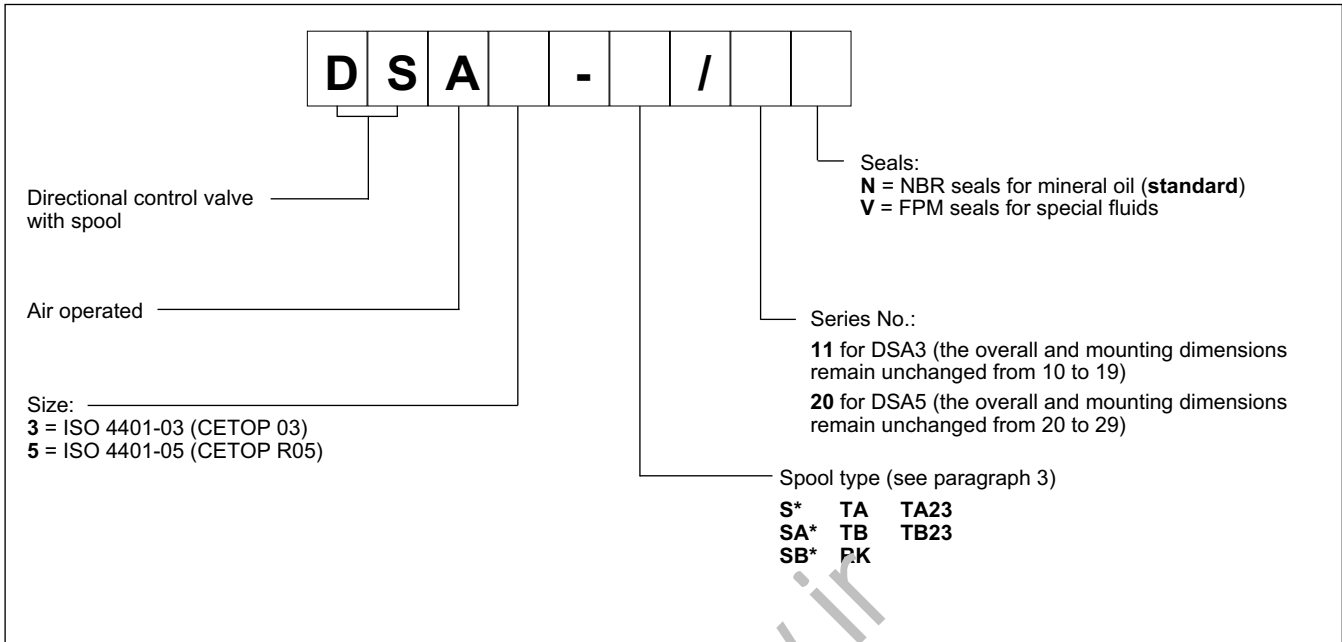 D S A - /
Directional control valve
with spool
Air operated
Size:
3 = ISO 4401-03 (CETOP 03)
5 = ISO 4401-05 (CETOP R05)
Seals:
N = NBR seals for mineral oil (standard)
V = FPM seals for special fluids
Series No.:
11 for DSA3 (the overall and mounting dimensions
remain unchanged from 10 to 19)
20 for DSA5 (the overall and mounting dimensions
remain unchanged from 20 to 29)
Spool type (see paragraph 3)
S* TA TA23
SA* TB TB23
SB* RK
.ir